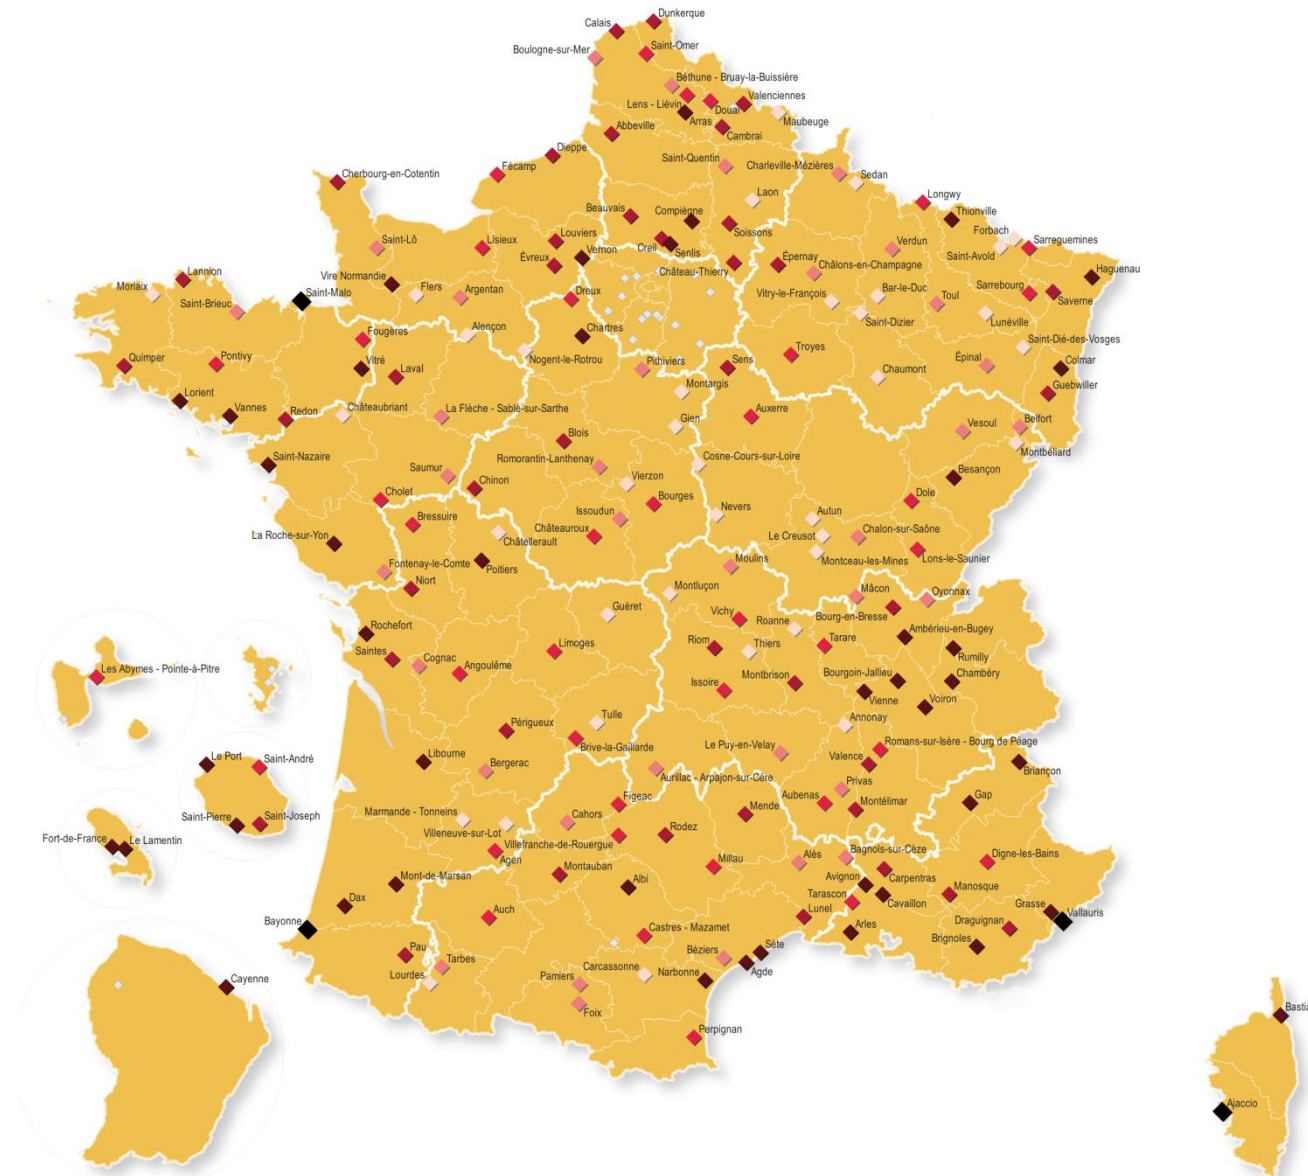 Dunkerque
Calais
Saint-Omer
Boulogne-sur-Mer
Béthune - Bruay-la-Buissière
Lens - Liévin
Douai
Valenciennes
Maubeuge
Arras
Cambrai
Abbeville
Dieppe
Saint-Quentin
Charleville-Mézières
Sedan
Fécamp
Cherbourg-en-Cotentin
Laon
Longwy
Beauvais
Compiègne
Thionville
Soissons
Forbach
Sarreguemines
Saint-Lô
Lisieux
Louviers
Vernon
Creil
Senlis
Verdun
Saint-Avold
Évreux
Château-Thierry
Épernay
Châlons-en-Champagne
Haguenau
Lannion
Vire Normandie
Morlaix
Saint-Malo
Flers
Argentan
Dreux
Vitry-le-François
Bar-le-Duc
Toul
Sarrebourg
Saverne
Saint-Brieuc
Saint-Dizier
Lunéville
Alençon
Chartres
Fougères
Saint-Dié-des-Vosges
Quimper
Pontivy
Vitré
Laval
Nogent-le-Rotrou
Pithiviers
Sens
Troyes
Épinal
Colmar
Chaumont
Montargis
Guebwiller
Lorient
Vannes
Redon
Châteaubriant
La Flèche - Sablé-sur-Sarthe
Auxerre
Gien
Vesoul
Belfort
Blois
Montbéliard
Saint-Nazaire
Romorantin-Lanthenay
Cosne-Cours-sur-Loire
Saumur
Besançon
Chinon
Vierzon
Cholet
Bourges
Dole
Bressuire
Issoudun
Nevers
Autun
La Roche-sur-Yon
Châteauroux
Châtellerault
Le Creusot
Chalon-sur-Saône
Montceau-les-Mines
Lons-le-Saunier
Fontenay-le-Comte
Poitiers
Moulins
Niort
Montluçon
Mâcon
Oyonnax
Guéret
Vichy
Bourg-en-Bresse
Roanne
Rochefort
Ambérieu-en-Bugey
Saintes
Limoges
Riom
Thiers
Tarare
Rumilly
Cognac
Angoulême
Les Abymes - Pointe-à-Pitre
Issoire
Montbrison
Bourgoin-Jallieu
Chambéry
Vienne
Voiron
Tulle
Annonay
Périgueux
Brive-la-Gaillarde
Le Puy-en-Velay
Romans-sur-Isère - Bourg de Péage
Le Port
Saint-André
Libourne
Bergerac
Valence
Briançon
Aurillac - Arpajon-sur-Cère
Privas
Figeac
Aubenas
Montélimar
Gap
Saint-Pierre
Saint-Joseph
Marmande - Tonneins
Cahors
Mende
Villeneuve-sur-Lot
Rodez
Fort-de-France
Le Lamentin
Villefranche-de-Rouergue
Agen
Alès
Bagnols-sur-Cèze
Digne-les-Bains
Montauban
Millau
Mont-de-Marsan
Albi
Avignon
Carpentras
Manosque
Dax
Tarascon
Cavaillon
Grasse
Vallauris
Bayonne
Auch
Lunel
Arles
Draguignan
Castres - Mazamet
Brignoles
Pau
Tarbes
Béziers
Sète
Lourdes
Carcassonne
Narbonne
Agde
Cayenne
Pamiers
Foix
Perpignan
Bastia
Ajaccio